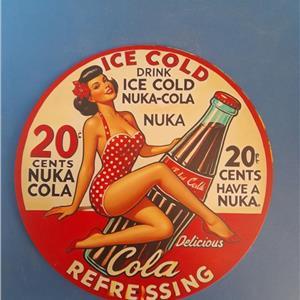 ICE COLD
DRINK
ICE COLD
NUKA-COLA
NUKA
20¢
CENTS
NUKA
COLA
20¢
CENTS
HAVE A
NUKA.
Delicious
Cola
REFRESSING